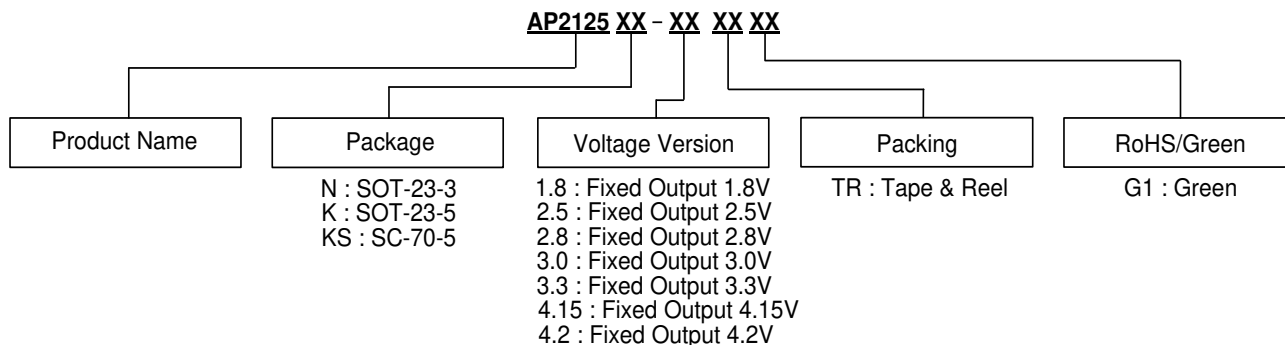 AP2125 XX - XX XX XX
Product Name
Package
N : SOT-23-3
K : SOT-23-5
KS : SC-70-5
Voltage Version
1.8 : Fixed Output 1.8V
2.5 : Fixed Output 2.5V
2.8 : Fixed Output 2.8V
3.0 : Fixed Output 3.0V
3.3 : Fixed Output 3.3V
4.15 : Fixed Output 4.15V
4.2 : Fixed Output 4.2V
Packing
TR : Tape & Reel
RoHS/Green
G1 : Green